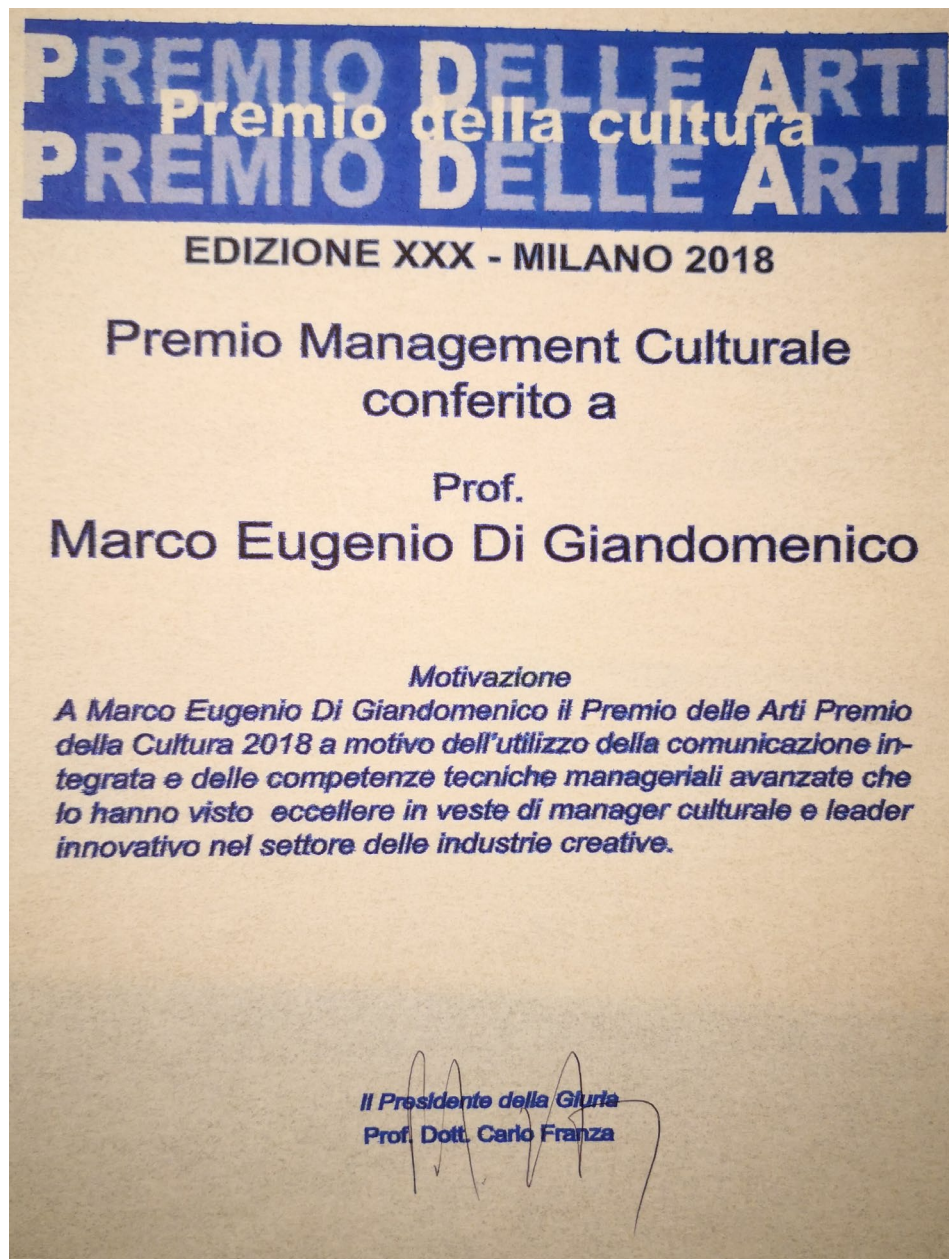 PREMIO DELLE ARTI
Premio della cultura
PREMIO DELLE ARTI
EDIZIONE XXX - MILANO 2018
Premio Management Culturale
conferito a
Prof.
Marco Eugenio Di Giandomenico
Motivazione
A Marco Eugenio Di Giandomenico il Premio delle Arti Premio
della Cultura 2018 a motivo dell'utilizzo della comunicazione in-
tegrata e delle competenze tecniche manageriali avanzate che
lo hanno visto eccellere in veste di manager culturale e leader
innovativo nel settore delle industrie creative.
Il Presidente della Giuria
Prof. Dott. Carlo Franza